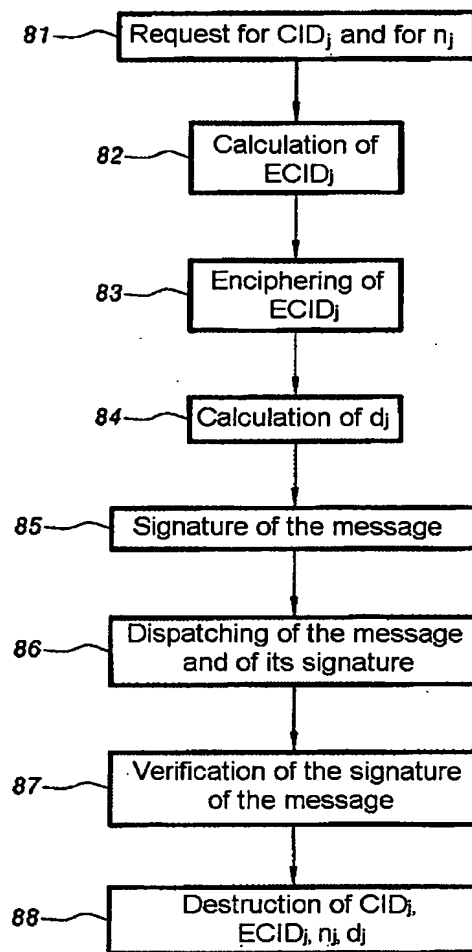 81
Request for CIDj and for nj
82
Calculation of
ECIDj
83
Enciphering of
ECIDj
84
Calculation of dj
85
Signature of the message
86
Dispatching of the message
and of its signature
87
Verification of the signature
of the message
88
Destruction of CIDj,
ECIDj, nj, dj